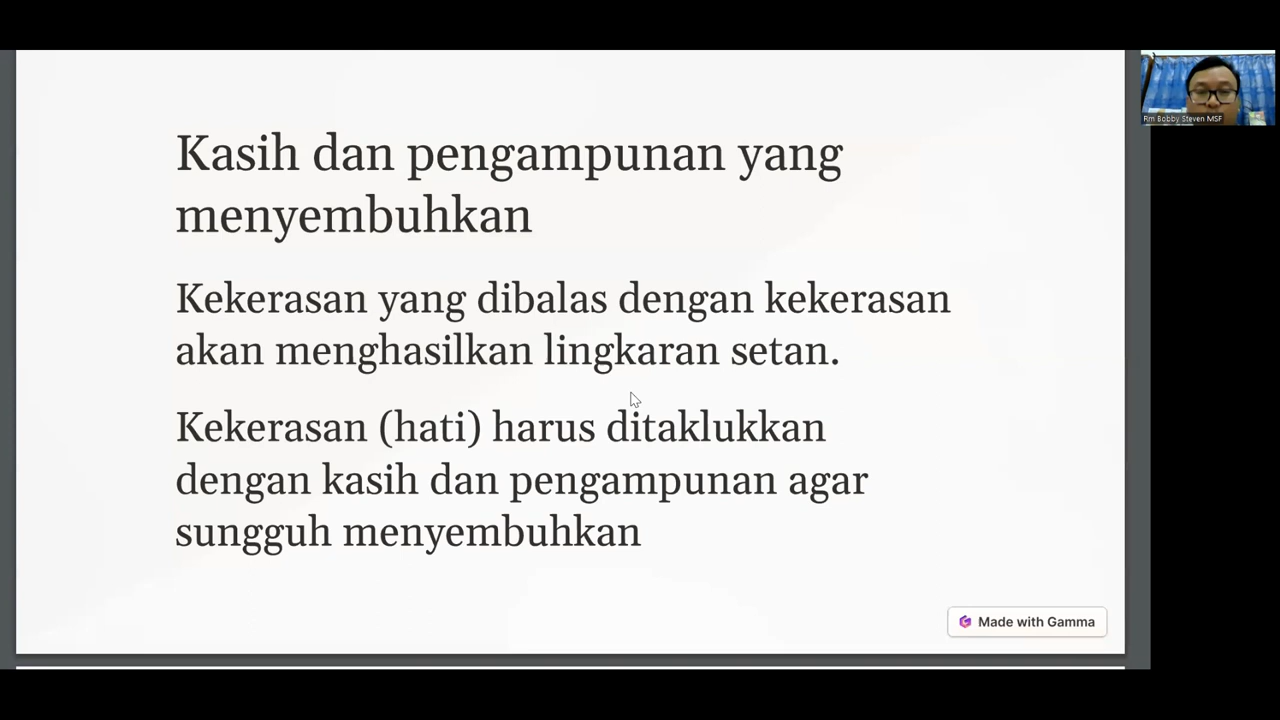 Kasih dan pengampunan yang
menyembuhkan
Kekerasan yang dibalas dengan kekerasan
akan menghasilkan lingkaran setan.
Kekerasan (hati) harus ditaklukkan
dengan kasih dan pengampunan agar
sungguh menyembuhkan
Made with Gamma
Rm Bobby Steven MSF